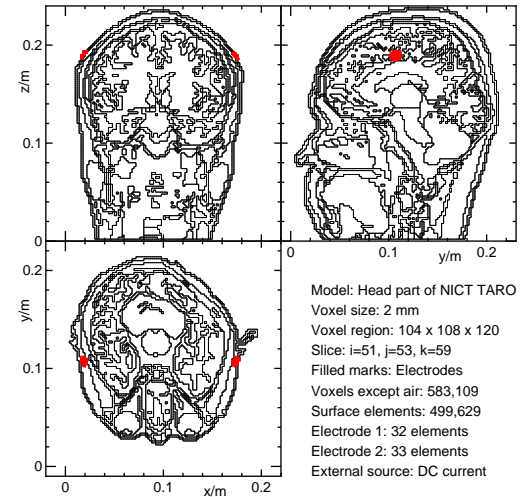 z/m
0.2
0.1
0
y/m
0
0.1
0.2
y/m
0.2
0.1
0
0
0.1
0.2
x/m
Model: Head part of NICT TARO
Voxel size: 2 mm
Voxel region: 104 x 108 x 120
Slice: i=51, j=53, k=59
Filled marks: Electrodes
Voxels except air: 583,109
Surface elements: 499,629
Electrode 1: 32 elements
Electrode 2: 33 elements
External source: DC current